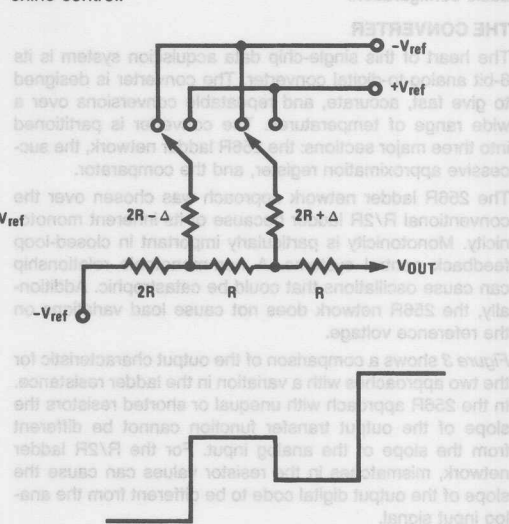 -Vref
+Vref
THE CONVERTER
The heart of this single-chip data acquisition system is its
8-bit analog-to-digital converter. The converter is designed
to give fast, accurate, and repeatable conversions over a
wide range of temperatures. The converter is partitioned
into three major sections: the 256R ladder network, the suc-
cessive approximation register, and the comparator.
The 256R ladder network approach was chosen over the
conventional R/2R ladder because of its inherent monoto-
nicity. Monotonicity is particularly important in closed-loop
feedback control relationship
can cause oscillations that could be catastrophic. Addition-
ally, the 256R network does not cause load variations on
the reference voltage.
Figure 3 shows a comparison of the output characteristic for
the two approaches with a variation in the ladder resistance.
In the 256R approach with unequal or shorted resistors the
slope of the output transfer function cannot be different
from the slope of the analog input. For the R/2R ladder
network, mismatches in the resistor values can cause the
slope of the output digital code to be different from the ana-
log input signal.
Vref
2R − Δ
2R + Δ
-Vref
2R
R
R
VOUT